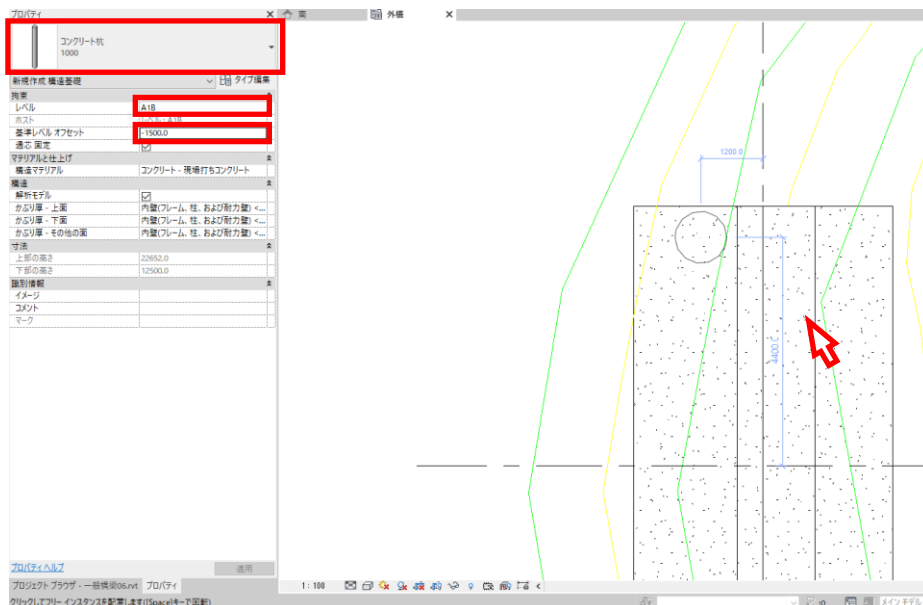 プロパティ
南
外構
コンクリート杭
1000
新規作成 構造基礎
タイプ編集
拘束
レベル
A1B
ホスト
レベル : A1B
基準レベル オフセット
-1500.0
通芯 固定
マテリアルと仕上げ
構造マテリアル
コンクリート - 現場打ちコンクリート
構造
解析モデル
かぶり厚 - 上面
内壁(フレーム、柱、および耐力壁) <...
かぶり厚 - 下面
内壁(フレーム、柱、および耐力壁) <...
かぶり厚 - その他の面
内壁(フレーム、柱、および耐力壁) <...
寸法
上部の高さ
22652.0
下部の高さ
12500.0
識別情報
イメージ
コメント
マーク
1200.0
4400.0
プロパティ ヘルプ
適用
プロジェクト ブラウザ - 一般橋梁06.rvt
プロパティ
1 : 100
クリックしてフリー インスタンスを配置します([Space]キーで回転)
:0
メイン モデル